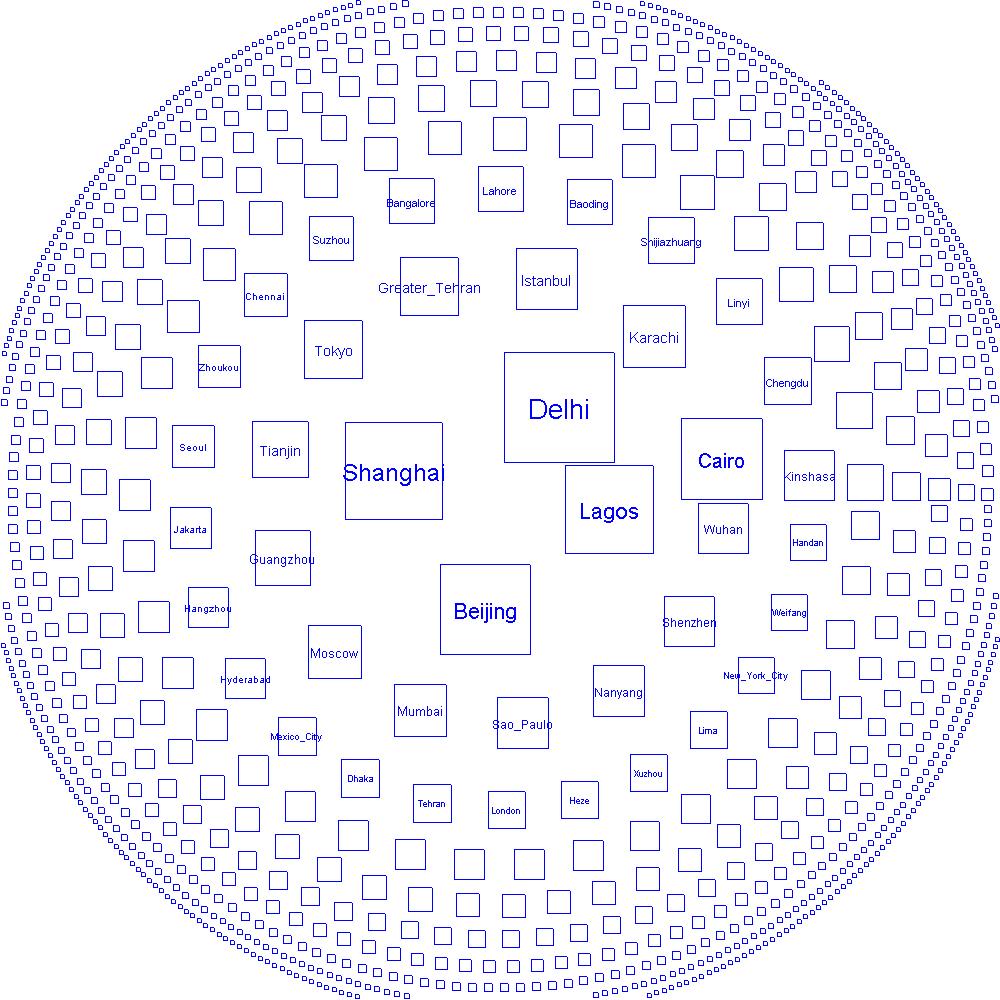 Lahore
Bangalore
Baoding
Suzhou
Shijiazhuang
Istanbul
Greater_Tehran
Chennai
Linyi
Karachi
Tokyo
Zhoukou
Chengdu
Delhi
Seoul
Tianjin
Cairo
Shanghai
Kinshasa
Lagos
Jakarta
Wuhan
Handan
Guangzhou
Hangzhou
Beijing
Weifang
Shenzhen
Moscow
New_York_City
Hyderabad
Nanyang
Mumbai
Sao_Paulo
Lima
Mexico_City
Xuzhou
Dhaka
Heze
Tehran
London